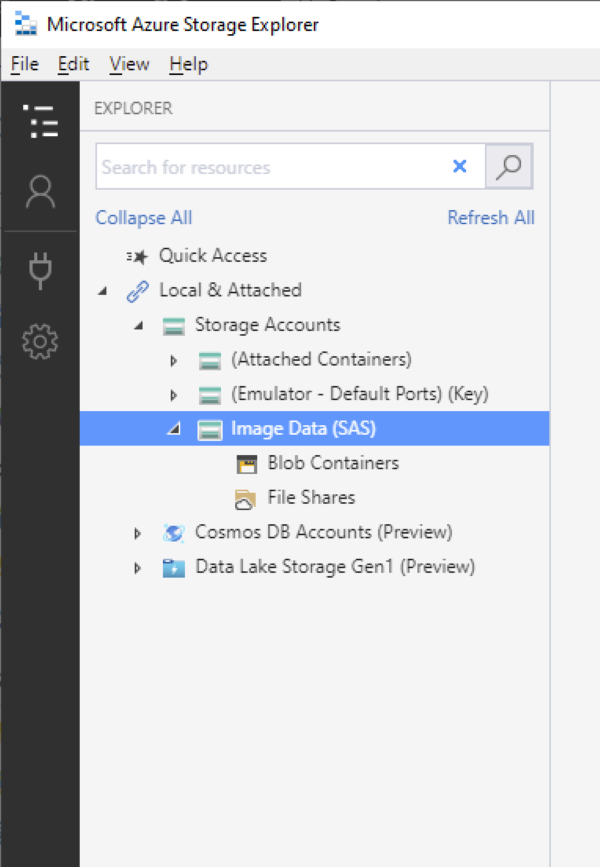 Microsoft Azure Storage Explorer
File Edit View Help
EXPLORER
Search for resources
Collapse All Refresh All
Quick Access
Local & Attached
Storage Accounts
(Attached Containers)
(Emulator - Default Ports) (Key)
Image Data (SAS)
Blob Containers
File Shares
Cosmos DB Accounts (Preview)
Data Lake Storage Gen1 (Preview)